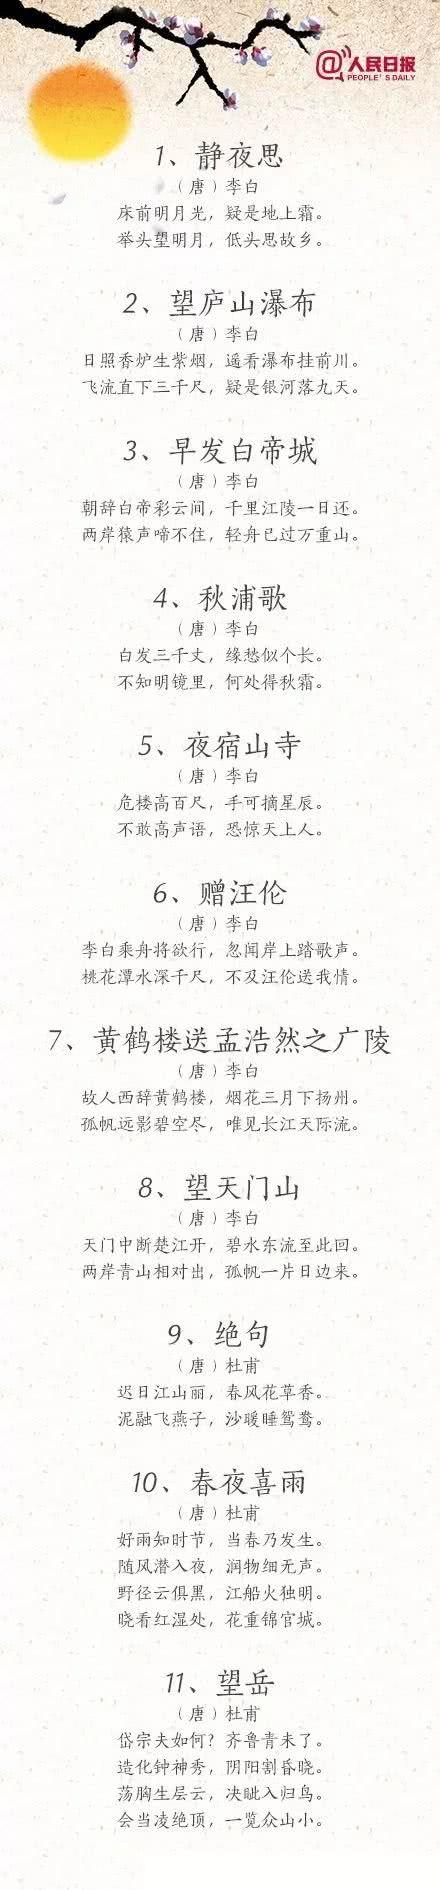 @人民日报
PEOPLE'S DAILY
1、静夜思
（唐）李白
床前明月光，疑是地上霜。
举头望明月，低头思故乡。
2、望庐山瀑布
（唐）李白
日照香炉生紫烟，遥看瀑布挂前川。
飞流直下三千尺，疑是银河落九天。
3、早发白帝城
（唐）李白
朝辞白帝彩云间，千里江陵一日还。
两岸猿声啼不住，轻舟已过万重山。
4、秋浦歌
（唐）李白
白发三千丈，缘愁似个长。
不知明镜里，何处得秋霜。
5、夜宿山寺
（唐）李白
危楼高百尺，手可摘星辰。
不敢高声语，恐惊天上人。
6、赠汪伦
（唐）李白
李白乘舟将欲行，忽闻岸上踏歌声。
桃花潭水深千尺，不及汪伦送我情。
7、黄鹤楼送孟浩然之广陵
（唐）李白
故人西辞黄鹤楼，烟花三月下扬州。
孤帆远影碧空尽，唯见长江天际流。
8、望天门山
（唐）李白
天门中断楚江开，碧水东流至此回。
两岸青山相对出，孤帆一片日边来。
9、绝句
（唐）杜甫
迟日江山丽，春风花草香。
泥融飞燕子，沙暖睡鸳鸯。
10、春夜喜雨
（唐）杜甫
好雨知时节，当春乃发生。
随风潜入夜，润物细无声。
野径云俱黑，江船火独明。
晓看红湿处，花重锦官城。
11、望岳
（唐）杜甫
岱宗夫如何？齐鲁青未了。
造化钟神秀，阴阳割昏晓。
荡胸生层云，决眦入归鸟。
会当凌绝顶，一览众山小。